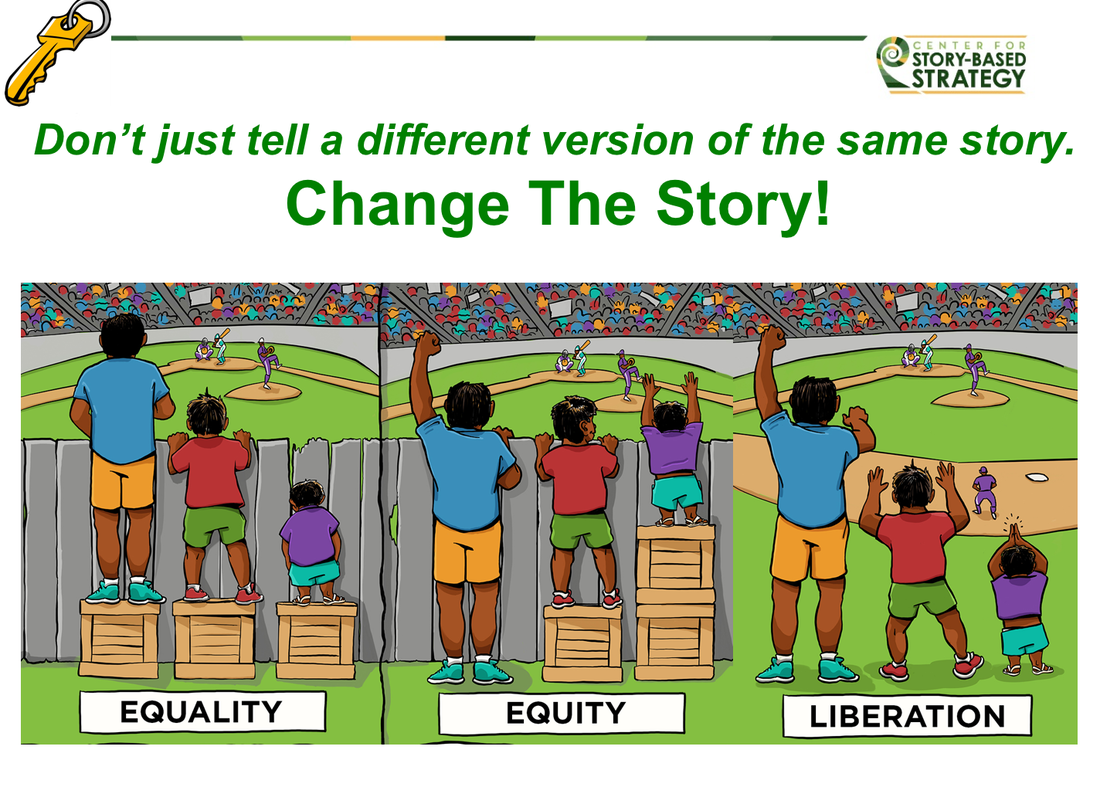 CENTER FOR
STORY-BASED
STRATEGY
Don’t just tell a different version of the same story.
Change The Story!
EQUALITY
EQUITY
LIBERATION